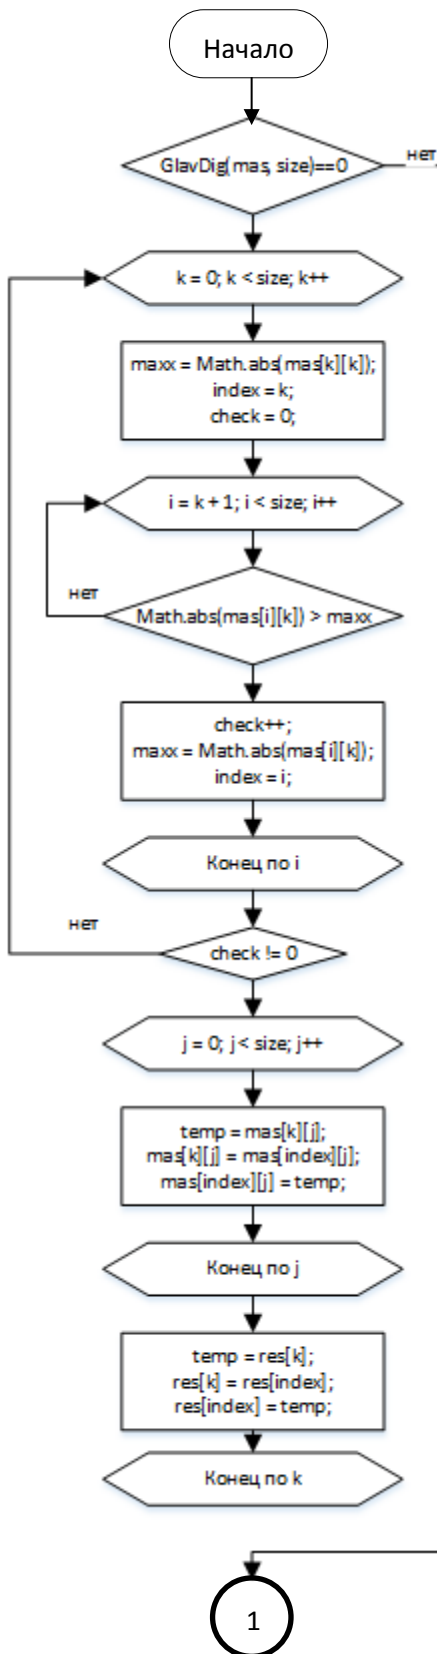 Начало
GlavDig(mas, size)==0
нет
k = 0; k < size; k++
maxx = Math.abs(mas[k][k]);
index = k;
check = 0;
i = k + 1; i < size; i++
нет
Math.abs(mas[i][k]) > maxx
check++;
maxx = Math.abs(mas[i][k]);
index = i;
Конец по i
нет
check != 0
j = 0; j < size; j++
temp = mas[k][j];
mas[k][j] = mas[index][j];
mas[index][j] = temp;
Конец по j
temp = res[k];
res[k] = res[index];
res[index] = temp;
Конец по k
1